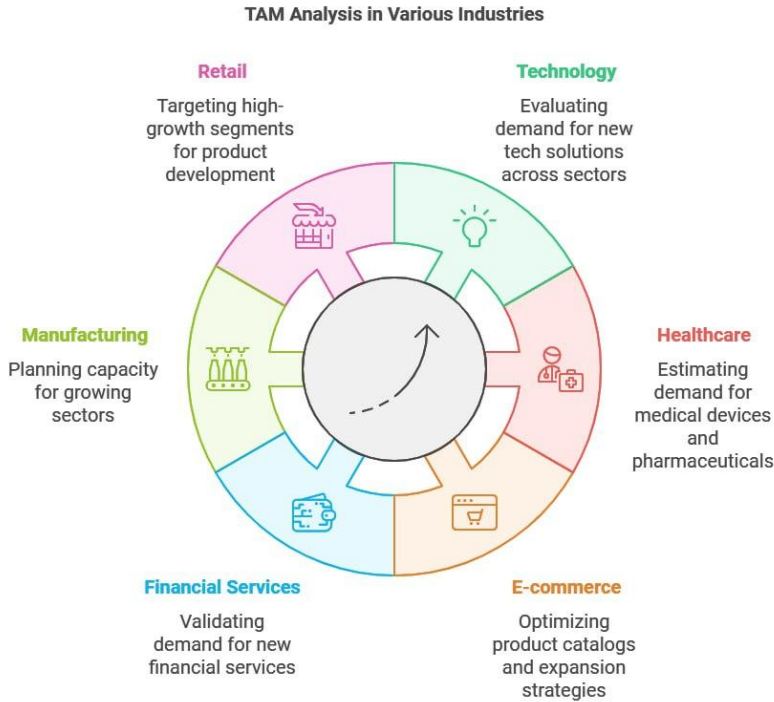 TAM Analysis in Various Industries
Retail
Targeting high-
growth segments
for product
development
Technology
Evaluating
demand for new
tech solutions
across sectors
Manufacturing
Planning capacity
for growing
sectors
Healthcare
Estimating
demand for
medical devices
and
pharmaceuticals
Financial Services
Validating
demand for new
financial services
E-commerce
Optimizing
product catalogs
and expansion
strategies